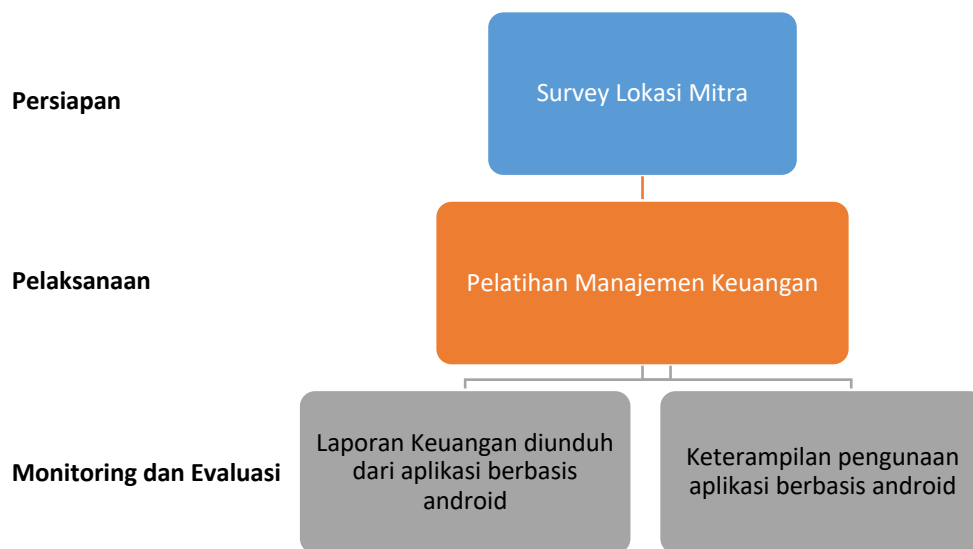 Persiapan
Survey Lokasi Mitra
Pelaksanaan
Pelatihan Manajemen Keuangan
Monitoring dan Evaluasi
Laporan Keuangan diunduh
dari aplikasi berbasis
android
Keterampilan pengunaan
aplikasi berbasis android